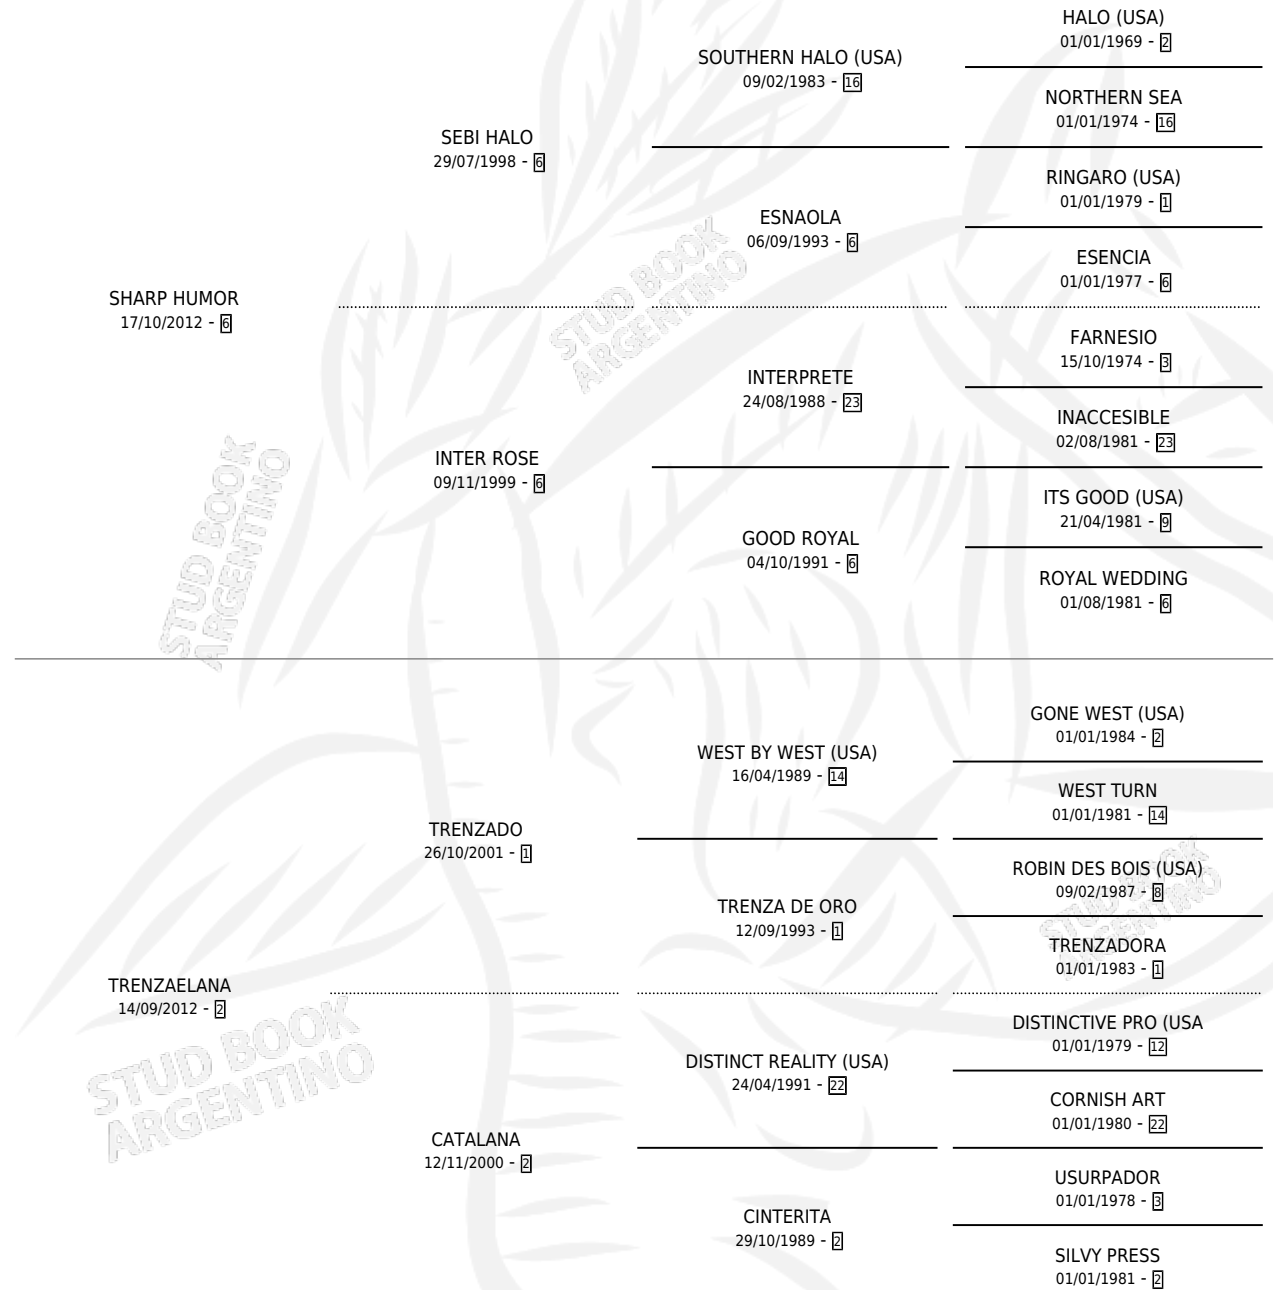 HALO (USA)
01/01/1969 - 2
SOUTHERN HALO (USA)
09/02/1983 - 16
NORTHERN SEA
01/01/1974 - 16
SEBI HALO
29/07/1998 - 6
RINGARO (USA)
01/01/1979 - 1
ESNAOLA
06/09/1993 - 6
ESENCIA
01/01/1977 - 6
SHARP HUMOR
17/10/2012 - 6
FARNESIO
15/10/1974 - 3
INTERPRETE
24/08/1988 - 23
INACCESIBLE
02/08/1981 - 23
INTER ROSE
09/11/1999 - 6
ITS GOOD (USA)
21/04/1981 - 9
GOOD ROYAL
04/10/1991 - 6
ROYAL WEDDING
01/08/1981 - 6
GONE WEST (USA)
01/01/1984 - 2
WEST BY WEST (USA)
16/04/1989 - 14
WEST TURN
01/01/1981 - 14
TRENZADO
26/10/2001 - 1
ROBIN DES BOIS (USA)
09/02/1987 - 8
TRENZA DE ORO
12/09/1993 - 1
TRENZADORA
01/01/1983 - 1
TRENZAELANA
14/09/2012 - 2
DISTINCTIVE PRO (USA
01/01/1979 - 12
DISTINCT REALITY (USA)
24/04/1991 - 22
CORNISH ART
01/01/1980 - 22
CATALANA
12/11/2000 - 2
USURPADOR
01/01/1978 - 3
CINTERITA
29/10/1989 - 2
SILVY PRESS
01/01/1981 - 2
STUD BOOK
ARGENTINO
STUD BOOK
ARGENTINO
STUD BOOK
ARGENTINO
STUD BOOK
ARGENTINO